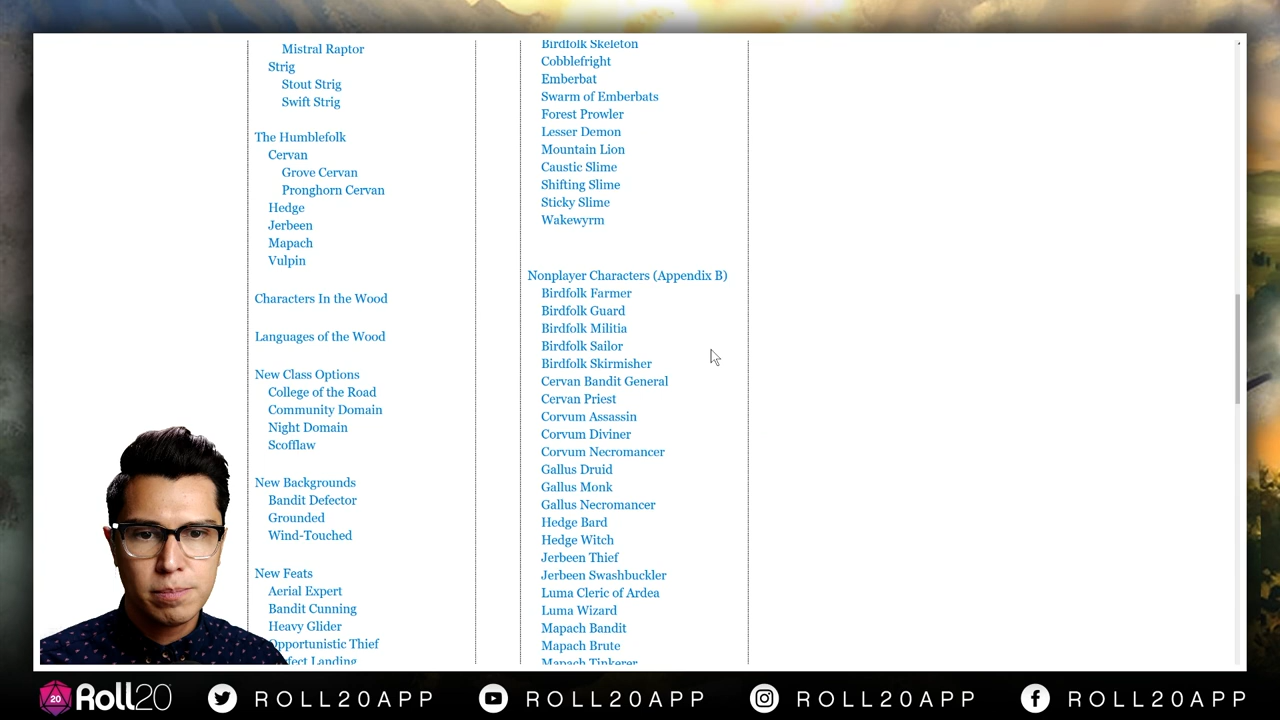 Mistral Raptor
Strig
Stout Strig
Swift Strig
The Humblefolk
Cervan
Grove Cervan
Pronghorn Cervan
Hedge
Jerbeen
Mapach
Vulpin
Characters In the Wood
Languages of the Wood
New Class Options
College of the Road
Community Domain
Night Domain
Scofflaw
New Backgrounds
Bandit Defector
Grounded
Wind-Touched
New Feats
Aerial Expert
Bandit Cunning
Heavy Glider
Opportunistic Thief
Landing
Birdfolk Skeleton
Cobblefright
Emberbat
Swarm of Emberbats
Forest Prowler
Lesser Demon
Mountain Lion
Caustic Slime
Shifting Slime
Sticky Slime
Wakewyrm
Nonplayer Characters (Appendix B)
Birdfolk Farmer
Birdfolk Guard
Birdfolk Militia
Birdfolk Sailor
Birdfolk Skirmisher
Cervan Bandit General
Cervan Priest
Corvum Assassin
Corvum Diviner
Corvum Necromancer
Gallus Druid
Gallus Monk
Gallus Necromancer
Hedge Bard
Hedge Witch
Jerbeen Thief
Jerbeen Swashbuckler
Luma Cleric of Ardea
Luma Wizard
Mapach Bandit
Mapach Brute
Mapach Tinkerer
20 Roll20 ROLL20APP ROLL20APP ROLL20APP ROLL20APP